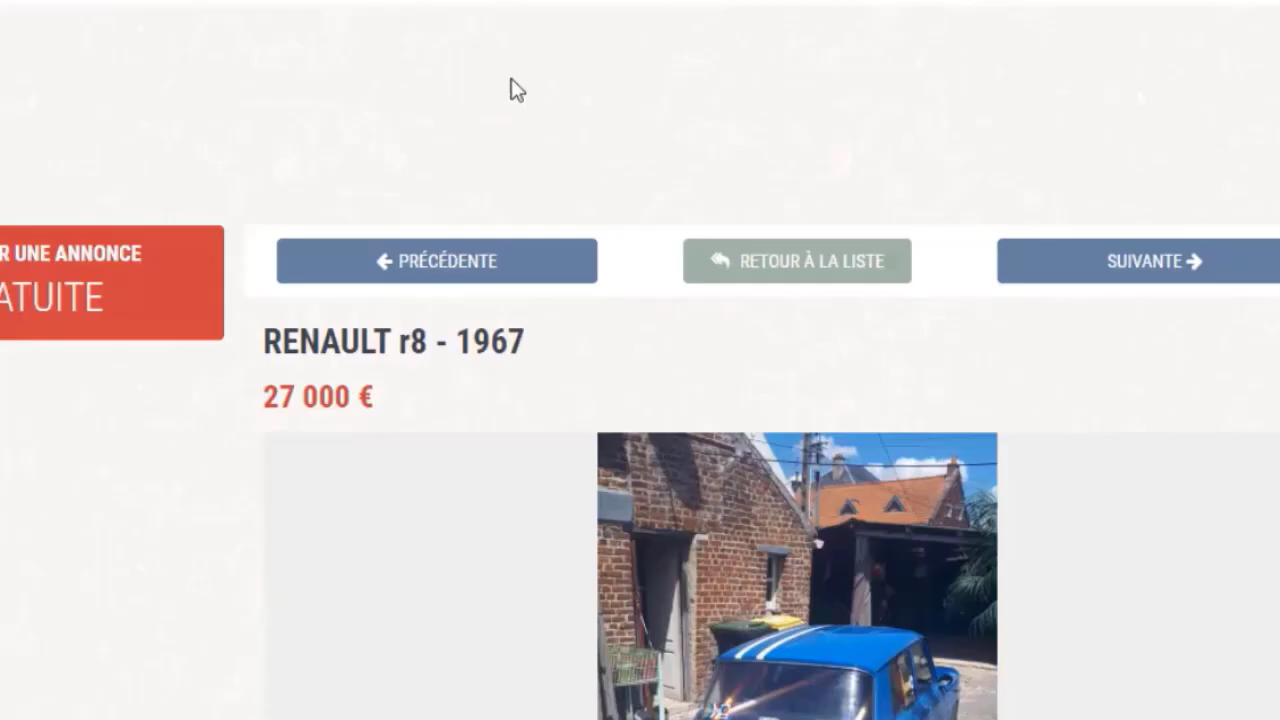 R UNE ANNONCE
ATUITE
PRÉCÉDENTE
RETOUR À LA LISTE
SUIVANTE
RENAULT r8 - 1967
27 000 €